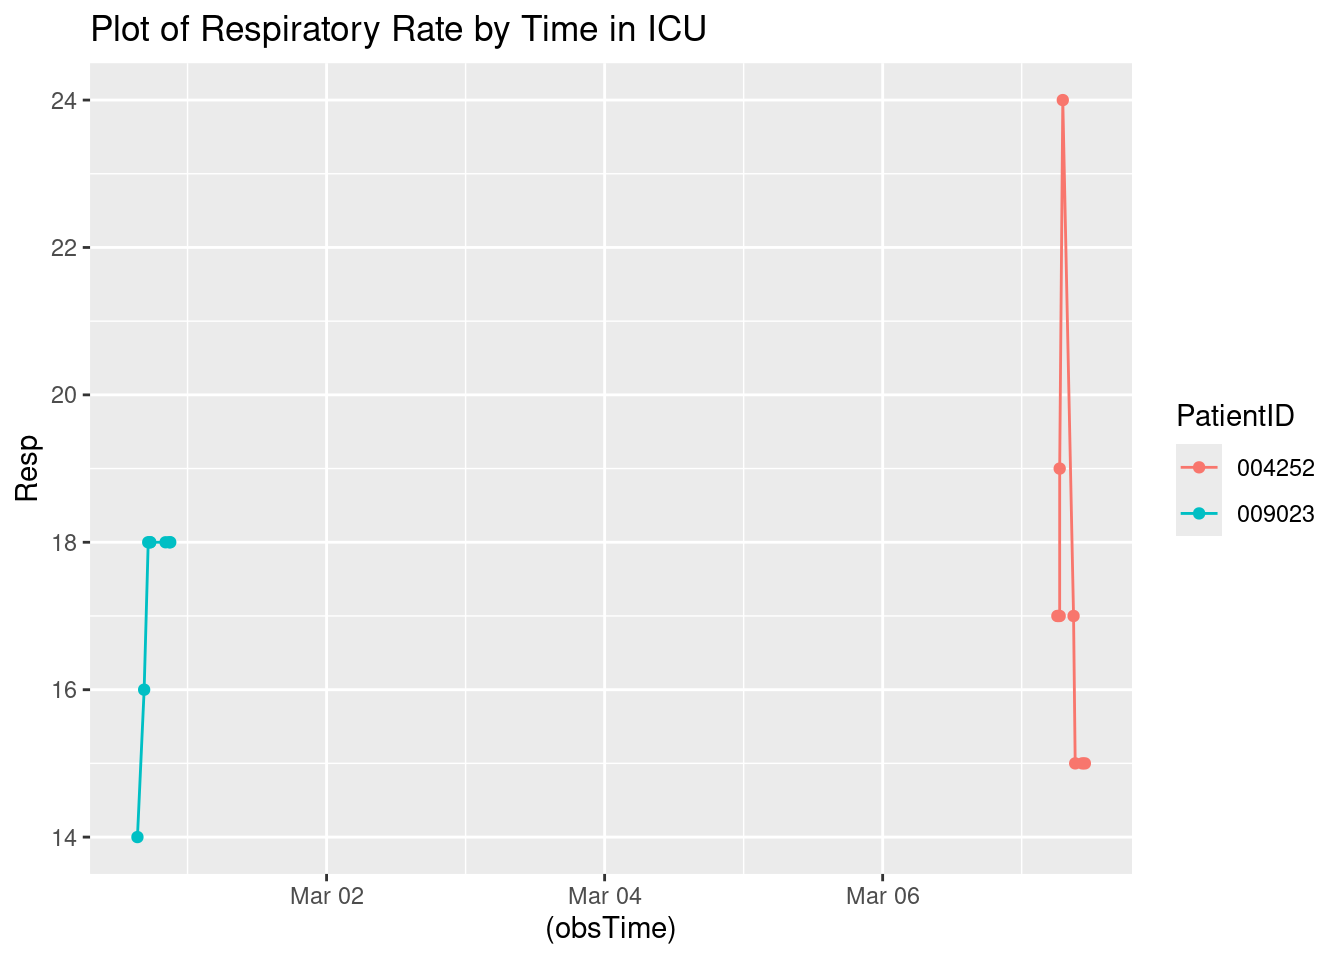 Plot of Respiratory Rate by Time in ICU
24
22
20
18
16
14
Resp
Mar 02
Mar 04
Mar 06
(obsTime)
PatientID
004252
009023